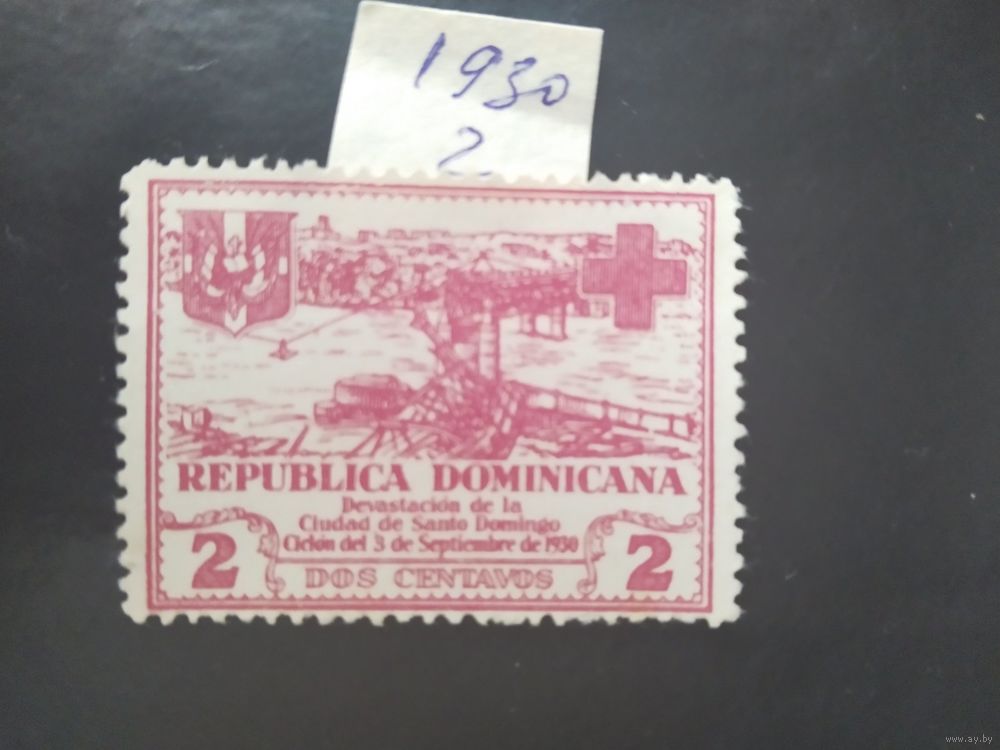 1930
2
REPUBLICA DOMINICANA
Devastación de la
Ciudad de Santo Domingo
Ciclón del 3 de Septiembre de 1930
2 DOS CENTAVOS 2
www.ay.by